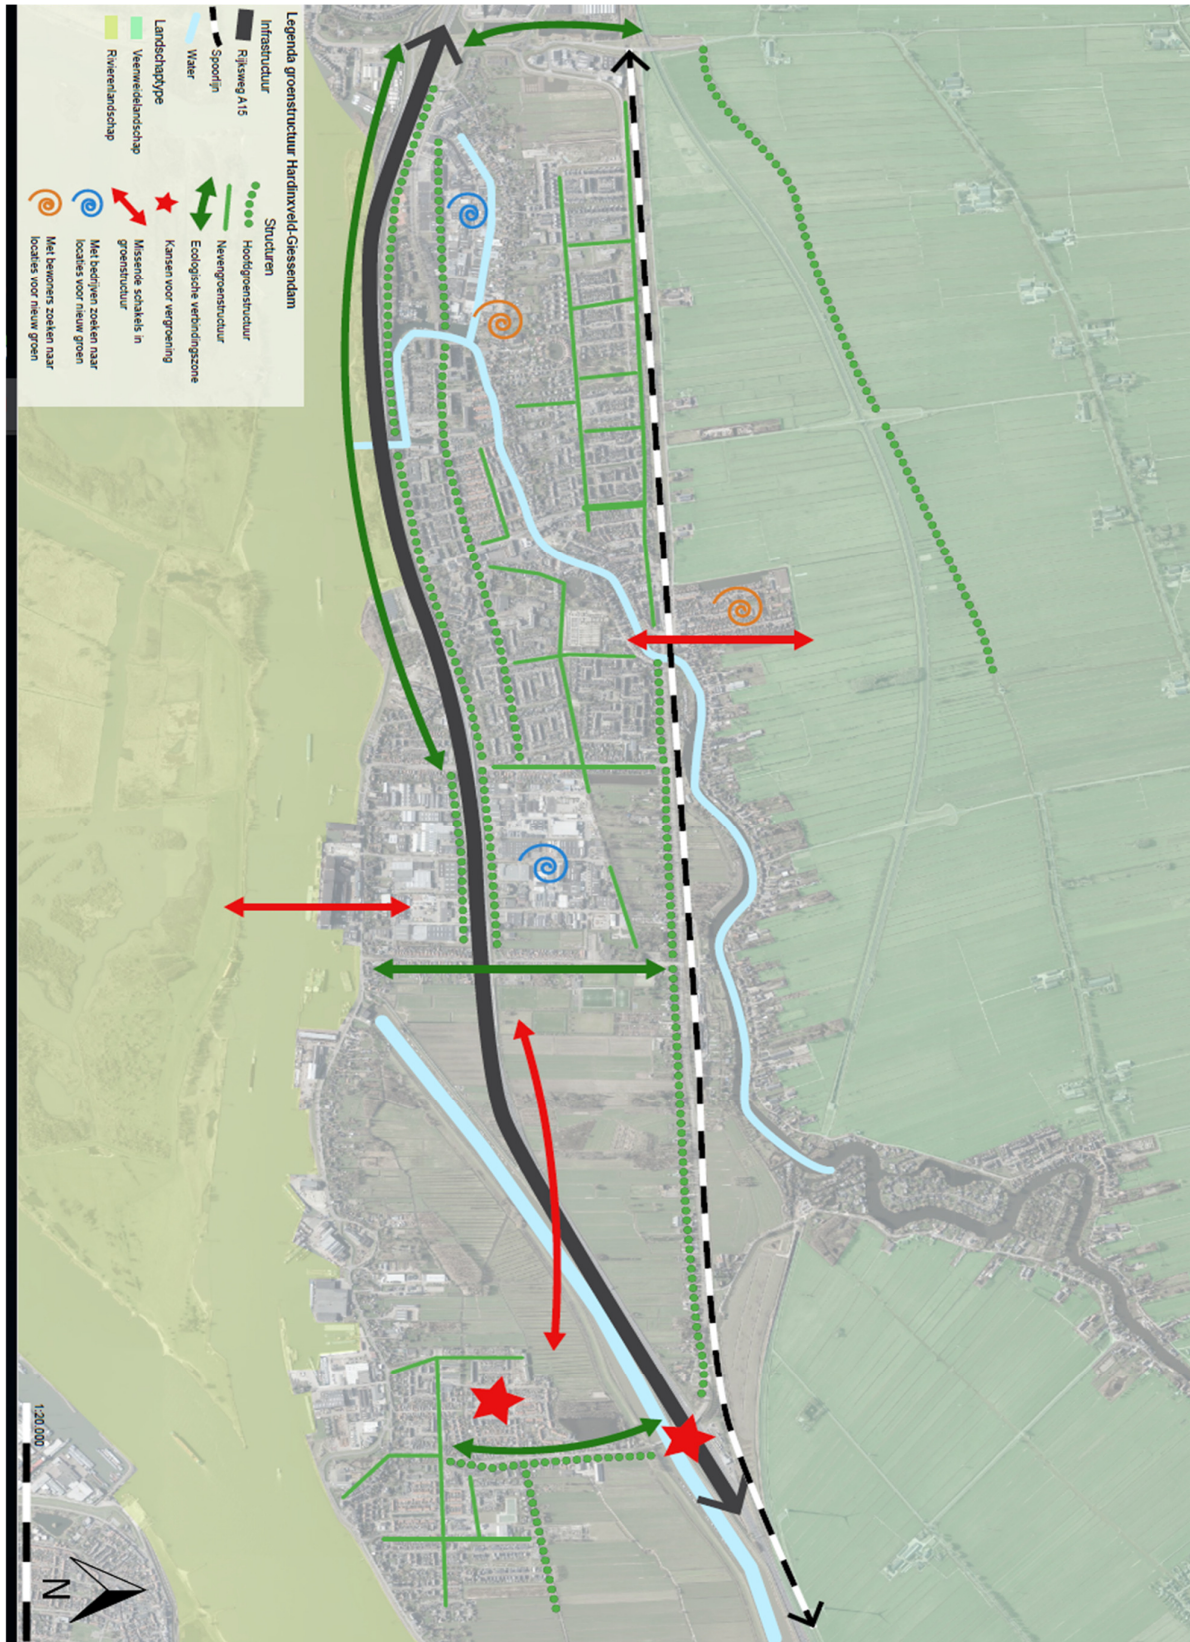 Legenda groenstructuur Hardinxveld-Giessendam
Infrastructuur
Rijksweg A15
Spoorlijn
Water
Landschaptype
Veenweidelandschap
Rivierenlandschap
Structuren
Hoofdgroenstructuur
Nevengroenstructuur
Ecologische verbindingszone
Kansen voor vergroening
Missende schakels in
groenstructuur
Met bedrijven zoeken naar
locaties voor nieuw groen
Met bewoners zoeken naar
locaties voor nieuw groen
1:20.000
N